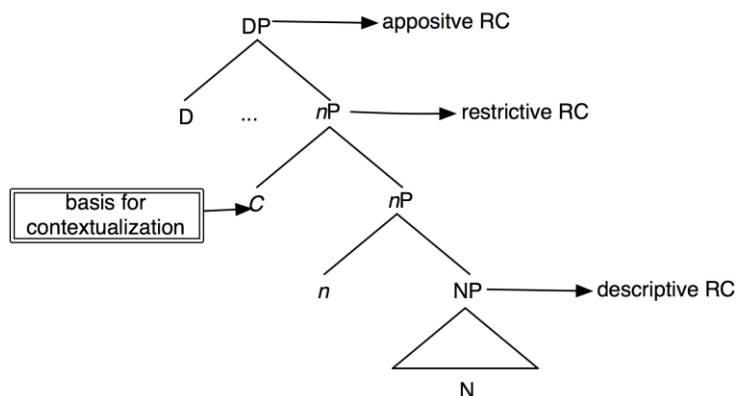 DP appositve RC
D ... nP restrictive RC
basis for
contextualization
C nP
n NP descriptive RC
N